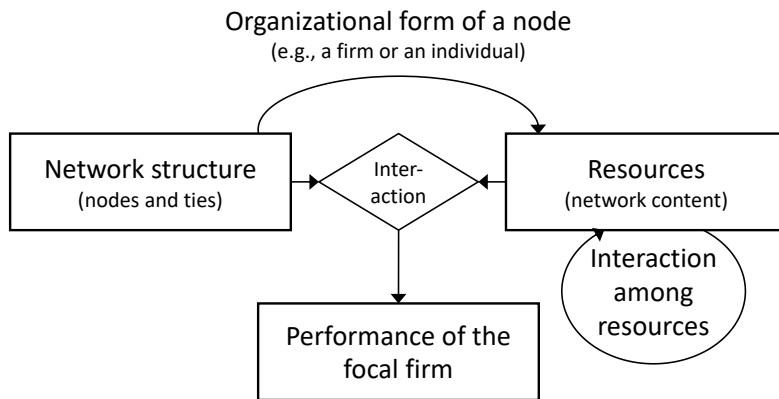 Organizational form of a node
(e.g., a firm or an individual)
Network structure
(nodes and ties)
Inter-
action
Resources
(network content)
Interaction
among
resources
Performance of the
focal firm